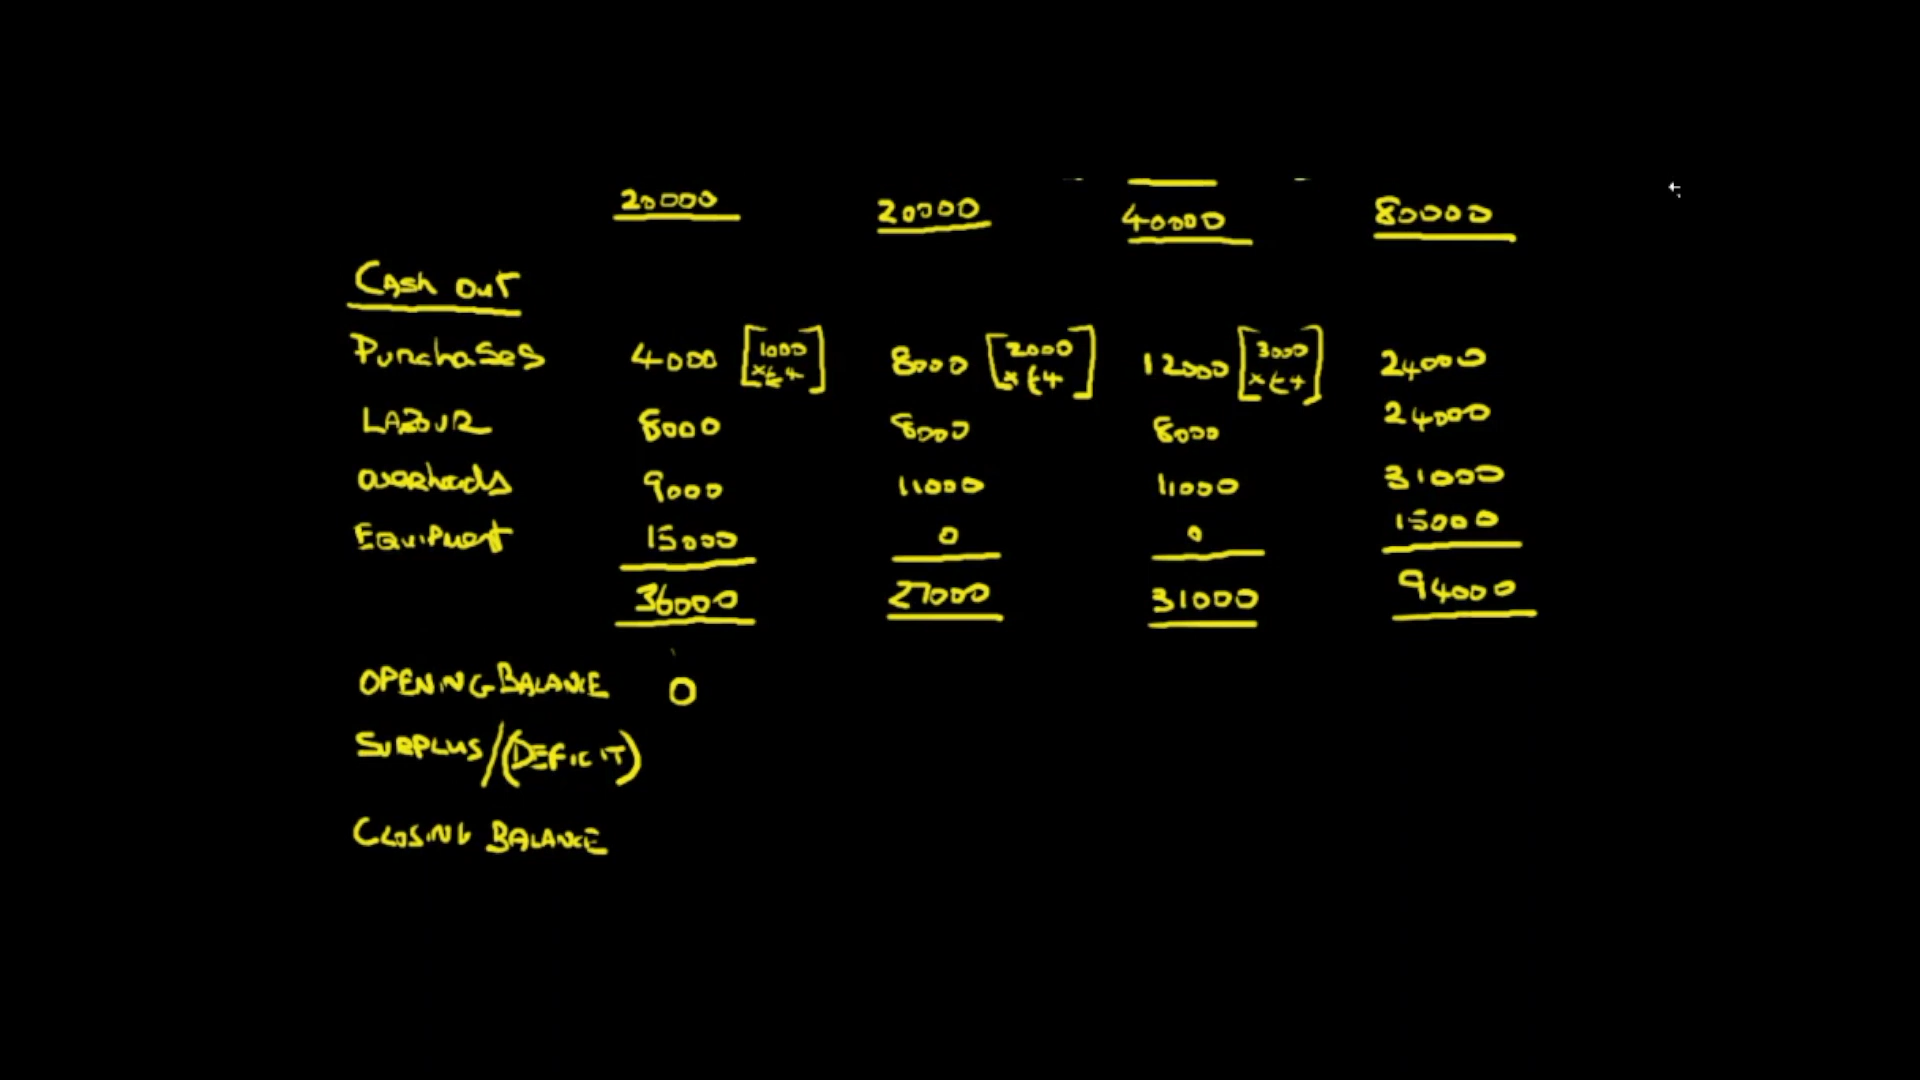 20000 20000 40000 80000
Cash out
Purchases 4000 [1000 x £4] 8000 [2000 x £4] 12000 [3000 x £4] 24000
LABOUR 8000 8000 8000 24000
overheads 9000 11000 11000 31000
Equipment 15000 0 0 15000
36000 27000 31000 94000
OPENING BALANCE 0
SURPLUS/(DEFICIT)
CLOSING BALANCE